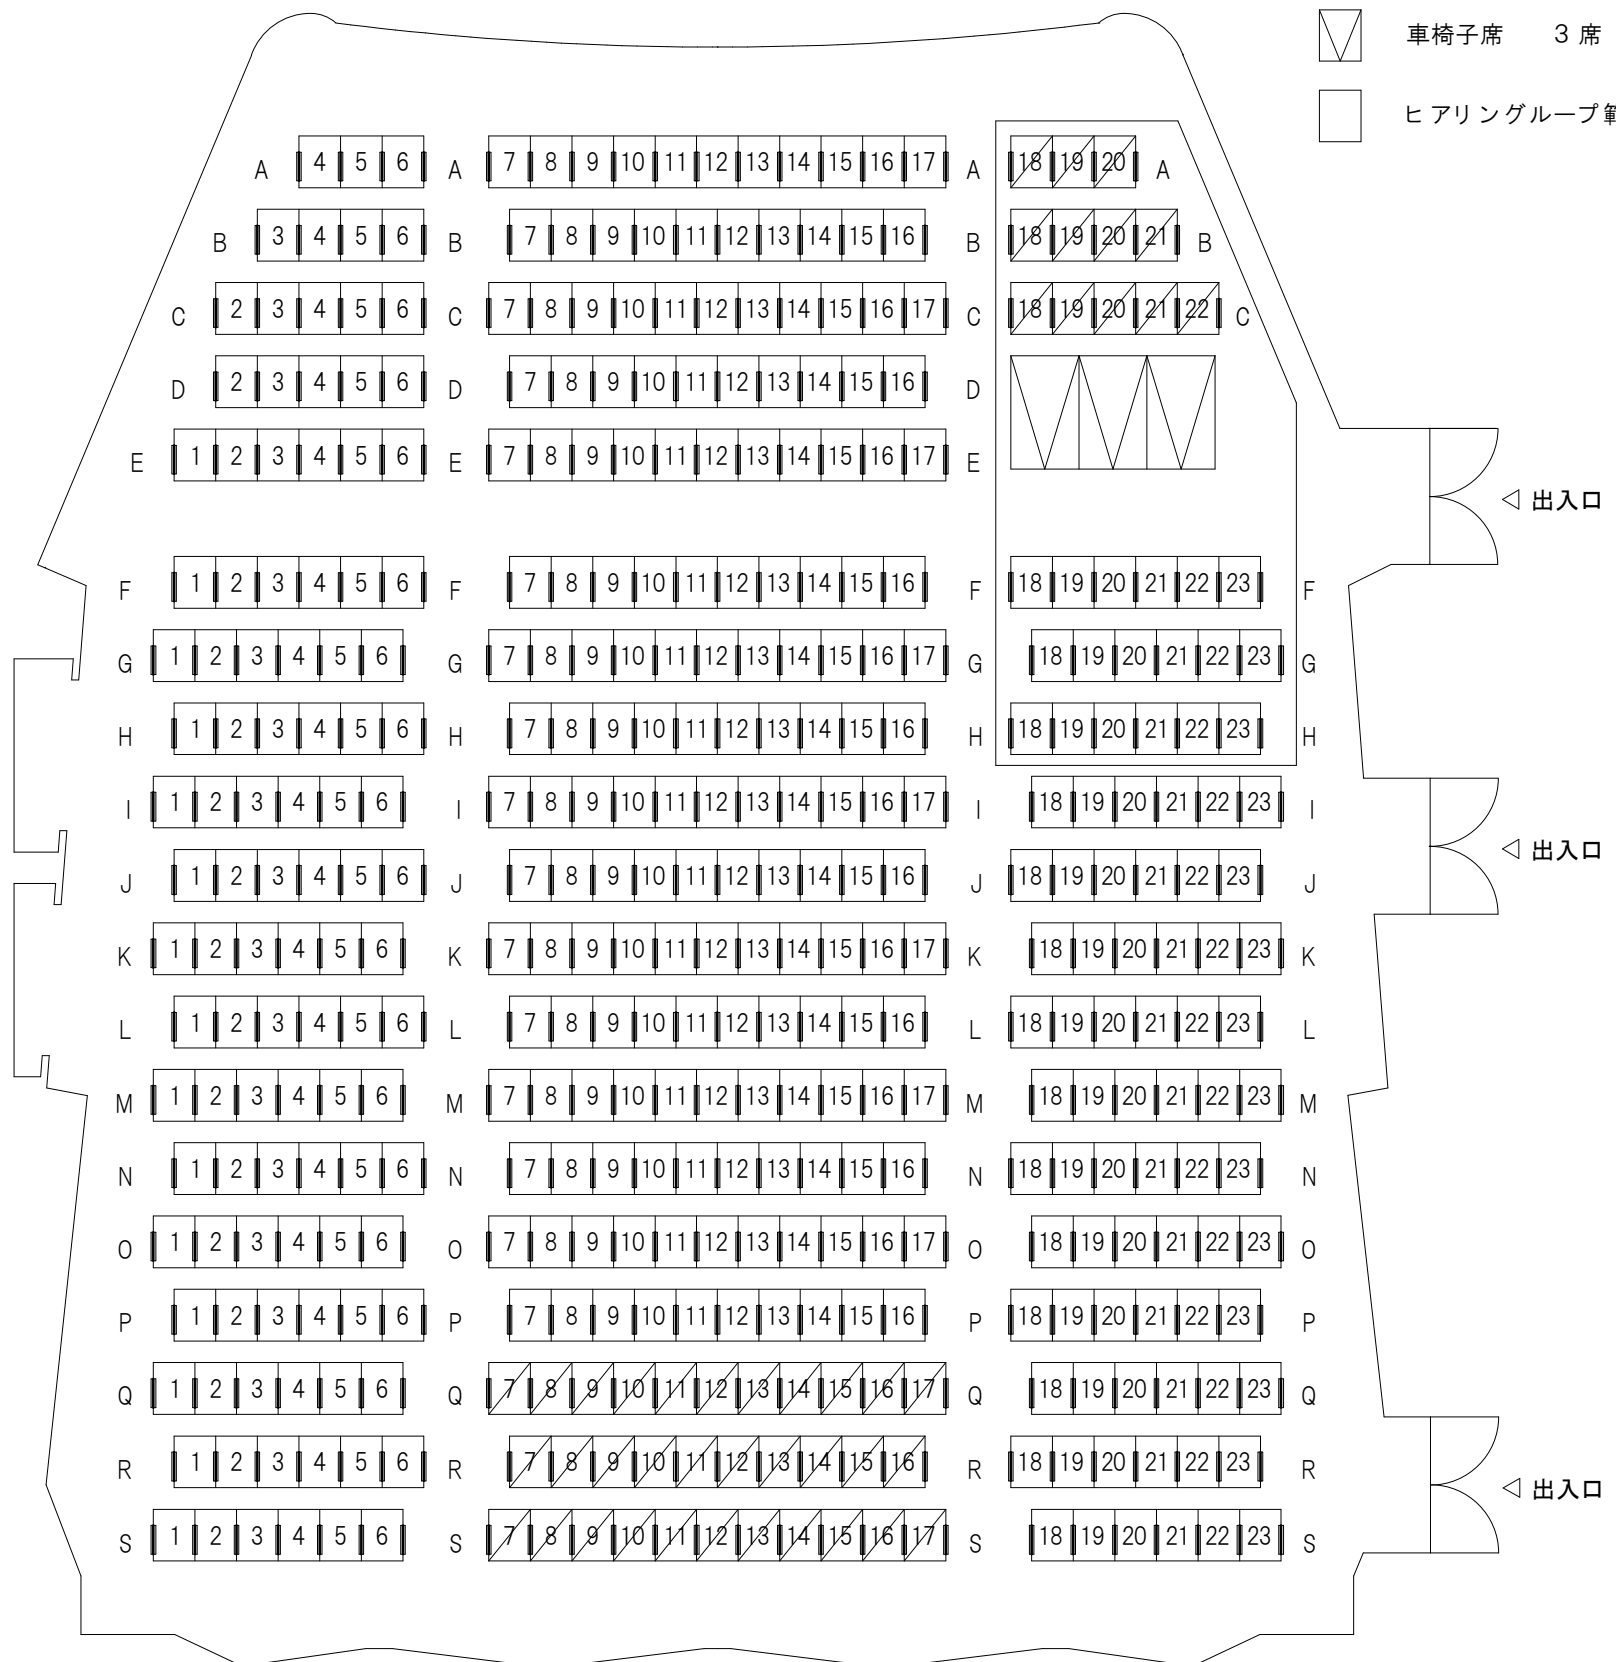 車椅子席 3 席
ヒアリングループ
A 4 5 6 A 7 8 9 10 11 12 13 14 15 16 17 A 18 19 20 A
B 3 4 5 6 B 7 8 9 10 11 12 13 14 15 16 B 18 19 20 21 B
C 2 3 4 5 6 C 7 8 9 10 11 12 13 14 15 16 17 C 18 19 20 21 22 C
D 2 3 4 5 6 D 7 8 9 10 11 12 13 14 15 16 D
E 1 2 3 4 5 6 E 7 8 9 10 11 12 13 14 15 16 17 E
出入口
F 1 2 3 4 5 6 F 7 8 9 10 11 12 13 14 15 16 F 18 19 20 21 22 23 F
G 1 2 3 4 5 6 G 7 8 9 10 11 12 13 14 15 16 17 G 18 19 20 21 22 23 G
H 1 2 3 4 5 6 H 7 8 9 10 11 12 13 14 15 16 H 18 19 20 21 22 23 H
I 1 2 3 4 5 6 I 7 8 9 10 11 12 13 14 15 16 17 I 18 19 20 21 22 23 I
出入口
J 1 2 3 4 5 6 J 7 8 9 10 11 12 13 14 15 16 J 18 19 20 21 22 23 J
K 1 2 3 4 5 6 K 7 8 9 10 11 12 13 14 15 16 17 K 18 19 20 21 22 23 K
L 1 2 3 4 5 6 L 7 8 9 10 11 12 13 14 15 16 L 18 19 20 21 22 23 L
M 1 2 3 4 5 6 M 7 8 9 10 11 12 13 14 15 16 17 M 18 19 20 21 22 23 M
N 1 2 3 4 5 6 N 7 8 9 10 11 12 13 14 15 16 N 18 19 20 21 22 23 N
O 1 2 3 4 5 6 O 7 8 9 10 11 12 13 14 15 16 17 O 18 19 20 21 22 23 O
P 1 2 3 4 5 6 P 7 8 9 10 11 12 13 14 15 16 P 18 19 20 21 22 23 P
Q 1 2 3 4 5 6 Q 7 8 9 10 11 12 13 14 15 16 17 Q 18 19 20 21 22 23 Q
R 1 2 3 4 5 6 R 7 8 9 10 11 12 13 14 15 16 R 18 19 20 21 22 23 R
出入口
S 1 2 3 4 5 6 S 7 8 9 10 11 12 13 14 15 16 17 S 18 19 20 21 22 23 S